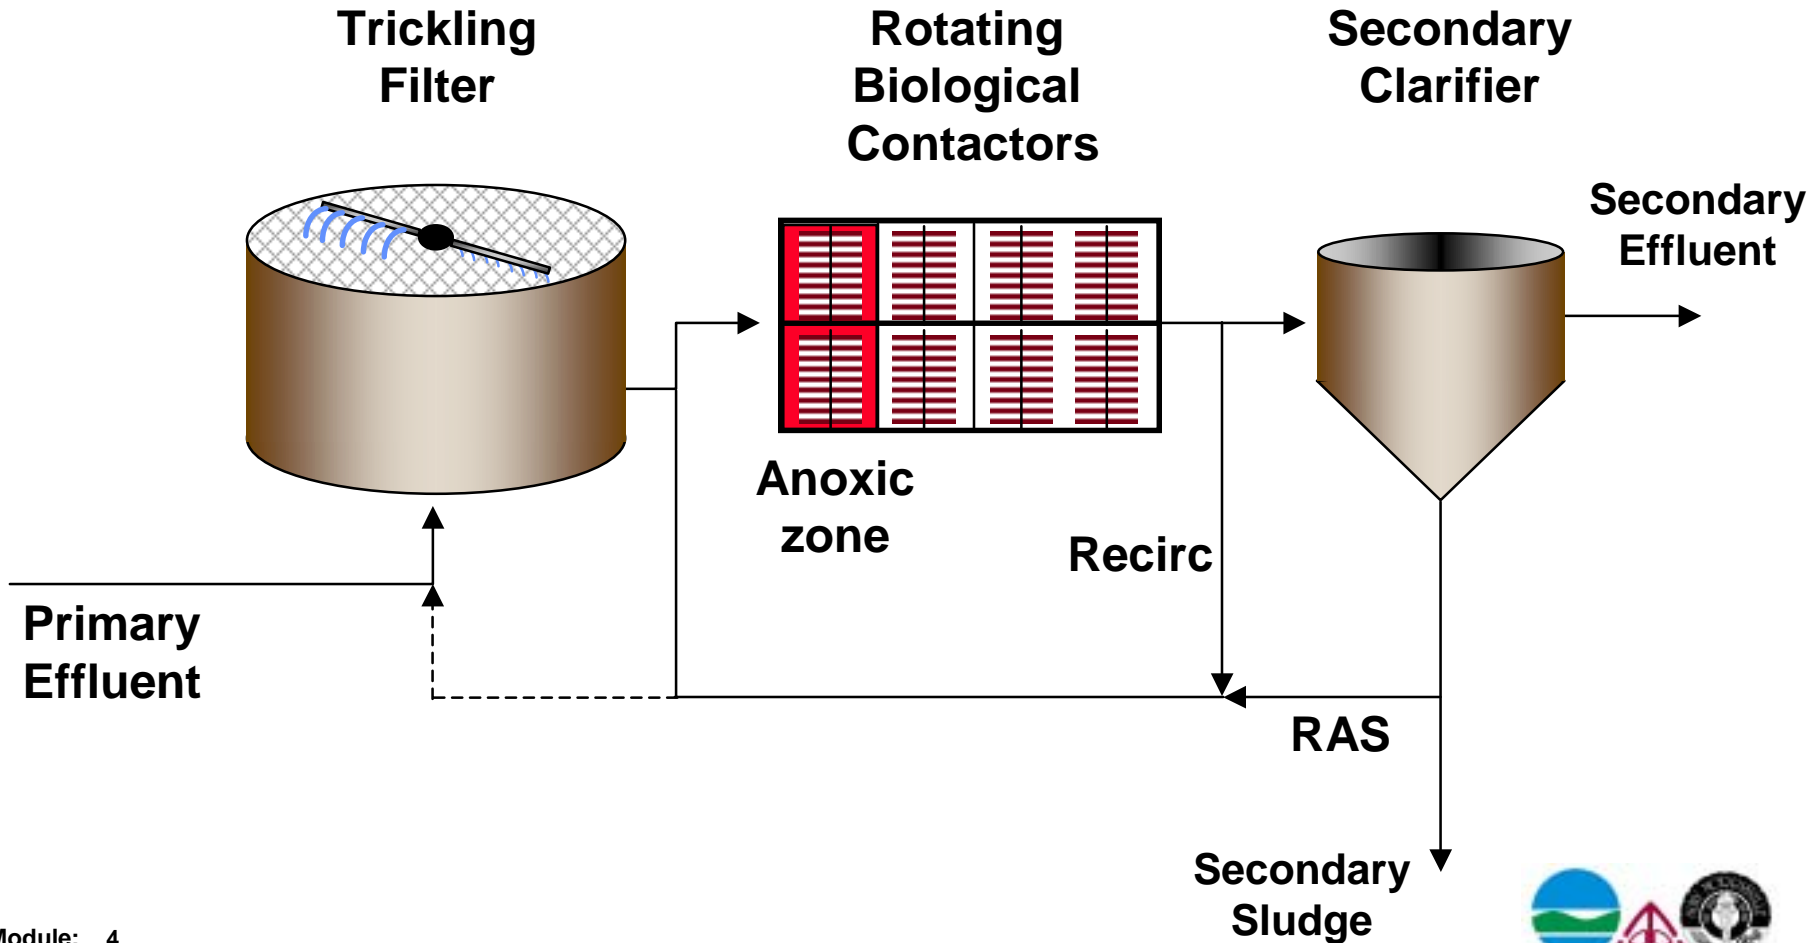 Trickling
Filter
Rotating
Biological
Contactors
Secondary
Clarifier
Secondary
Effluent
Anoxic
zone
Recirc
Primary
Effluent
RAS
Secondary
Sludge
Module: 4